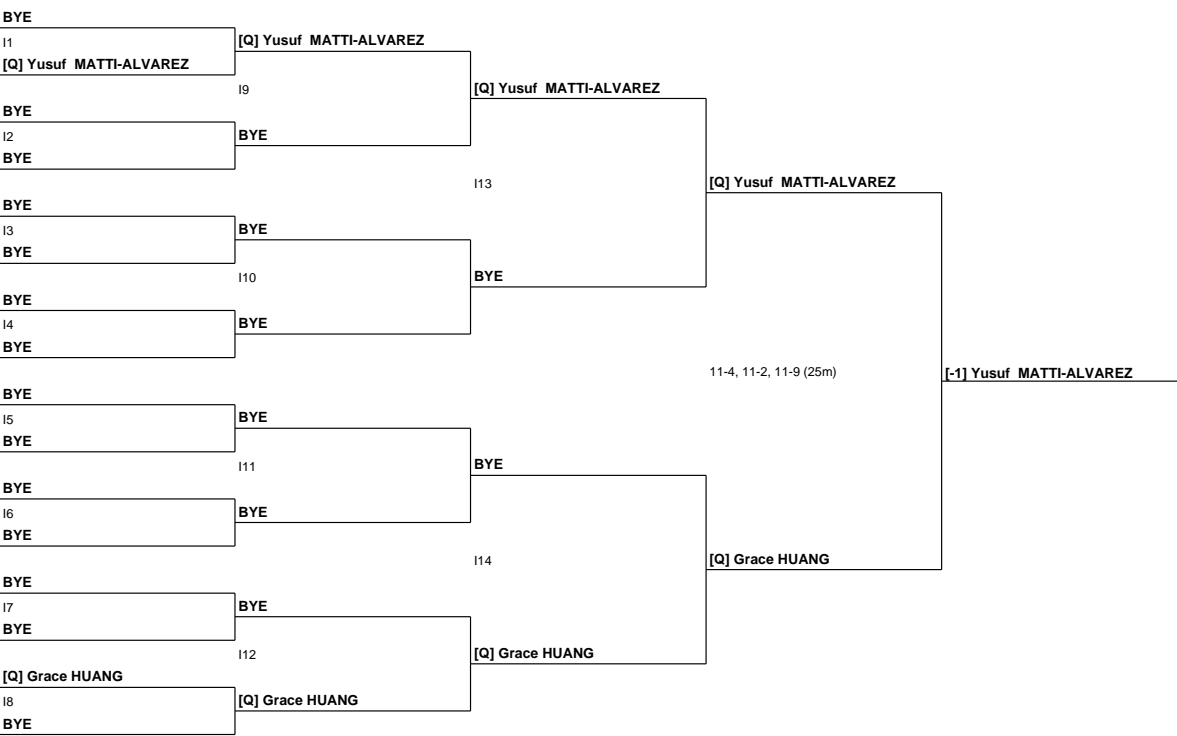 BYE
I1
[Q] Yusuf MATTI-ALVAREZ
BYE
I2
BYE
BYE
I3
BYE
BYE
I4
BYE
BYE
I5
BYE
BYE
I6
BYE
BYE
I7
BYE
[Q] Grace HUANG
I8
BYE
[Q] Yusuf MATTI-ALVAREZ
I9
BYE
BYE
I10
BYE
BYE
I11
BYE
BYE
I12
[Q] Grace HUANG
[Q] Yusuf MATTI-ALVAREZ
I13
BYE
BYE
I14
[Q] Grace HUANG
[Q] Yusuf MATTI-ALVAREZ
11-4, 11-2, 11-9 (25m)
[Q] Grace HUANG
[-1] Yusuf MATTI-ALVAREZ